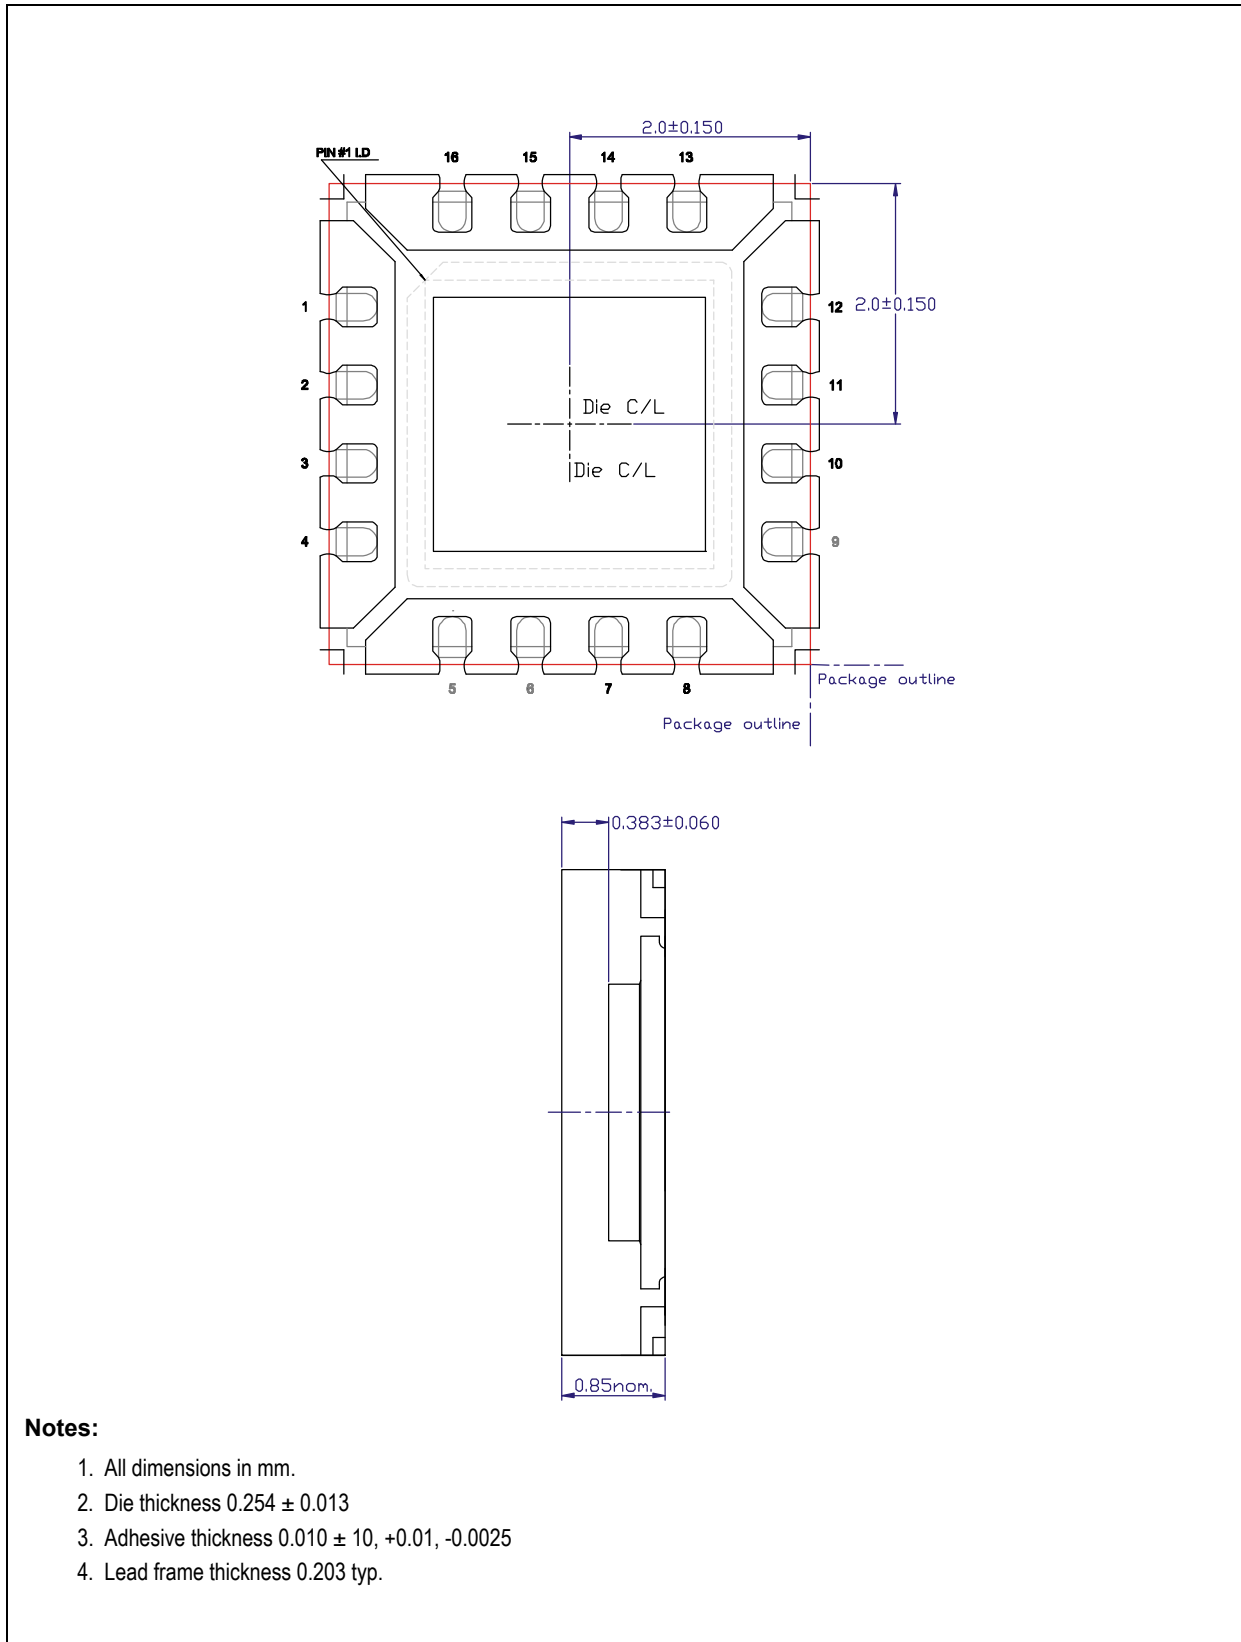 2.0±0.150
PIN #1 I.D
16 15 14 13
1
12 2.0±0.150
2
11
Die C/L
3
10
Die C/L
4
9
5 6 7 8
Package outline
Package outline
0.383±0.060
0.85nom.
Notes:
1. All dimensions in mm.
2. Die thickness 0.254 ± 0.013
3. Adhesive thickness 0.010 ± 10, +0.01, -0.0025
4. Lead frame thickness 0.203 typ.